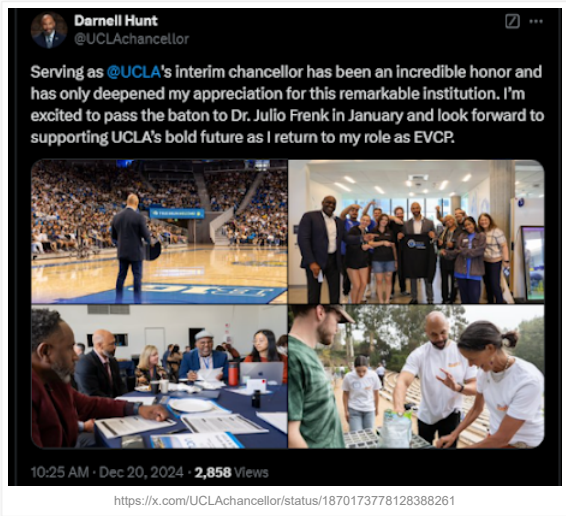 Darnell Hunt
@UCLAchancellor
Serving as @UCLA's interim chancellor has been an incredible honor and
has only deepened my appreciation for this remarkable institution. I'm
excited to pass the baton to Dr. Julio Frenk in January and look forward to
supporting UCLA's bold future as I return to my role as EVCP.
10:25 AM · Dec 20, 2024 · 2,858 Views
https://x.com/UCLAchancellor/status/1870173778128388261